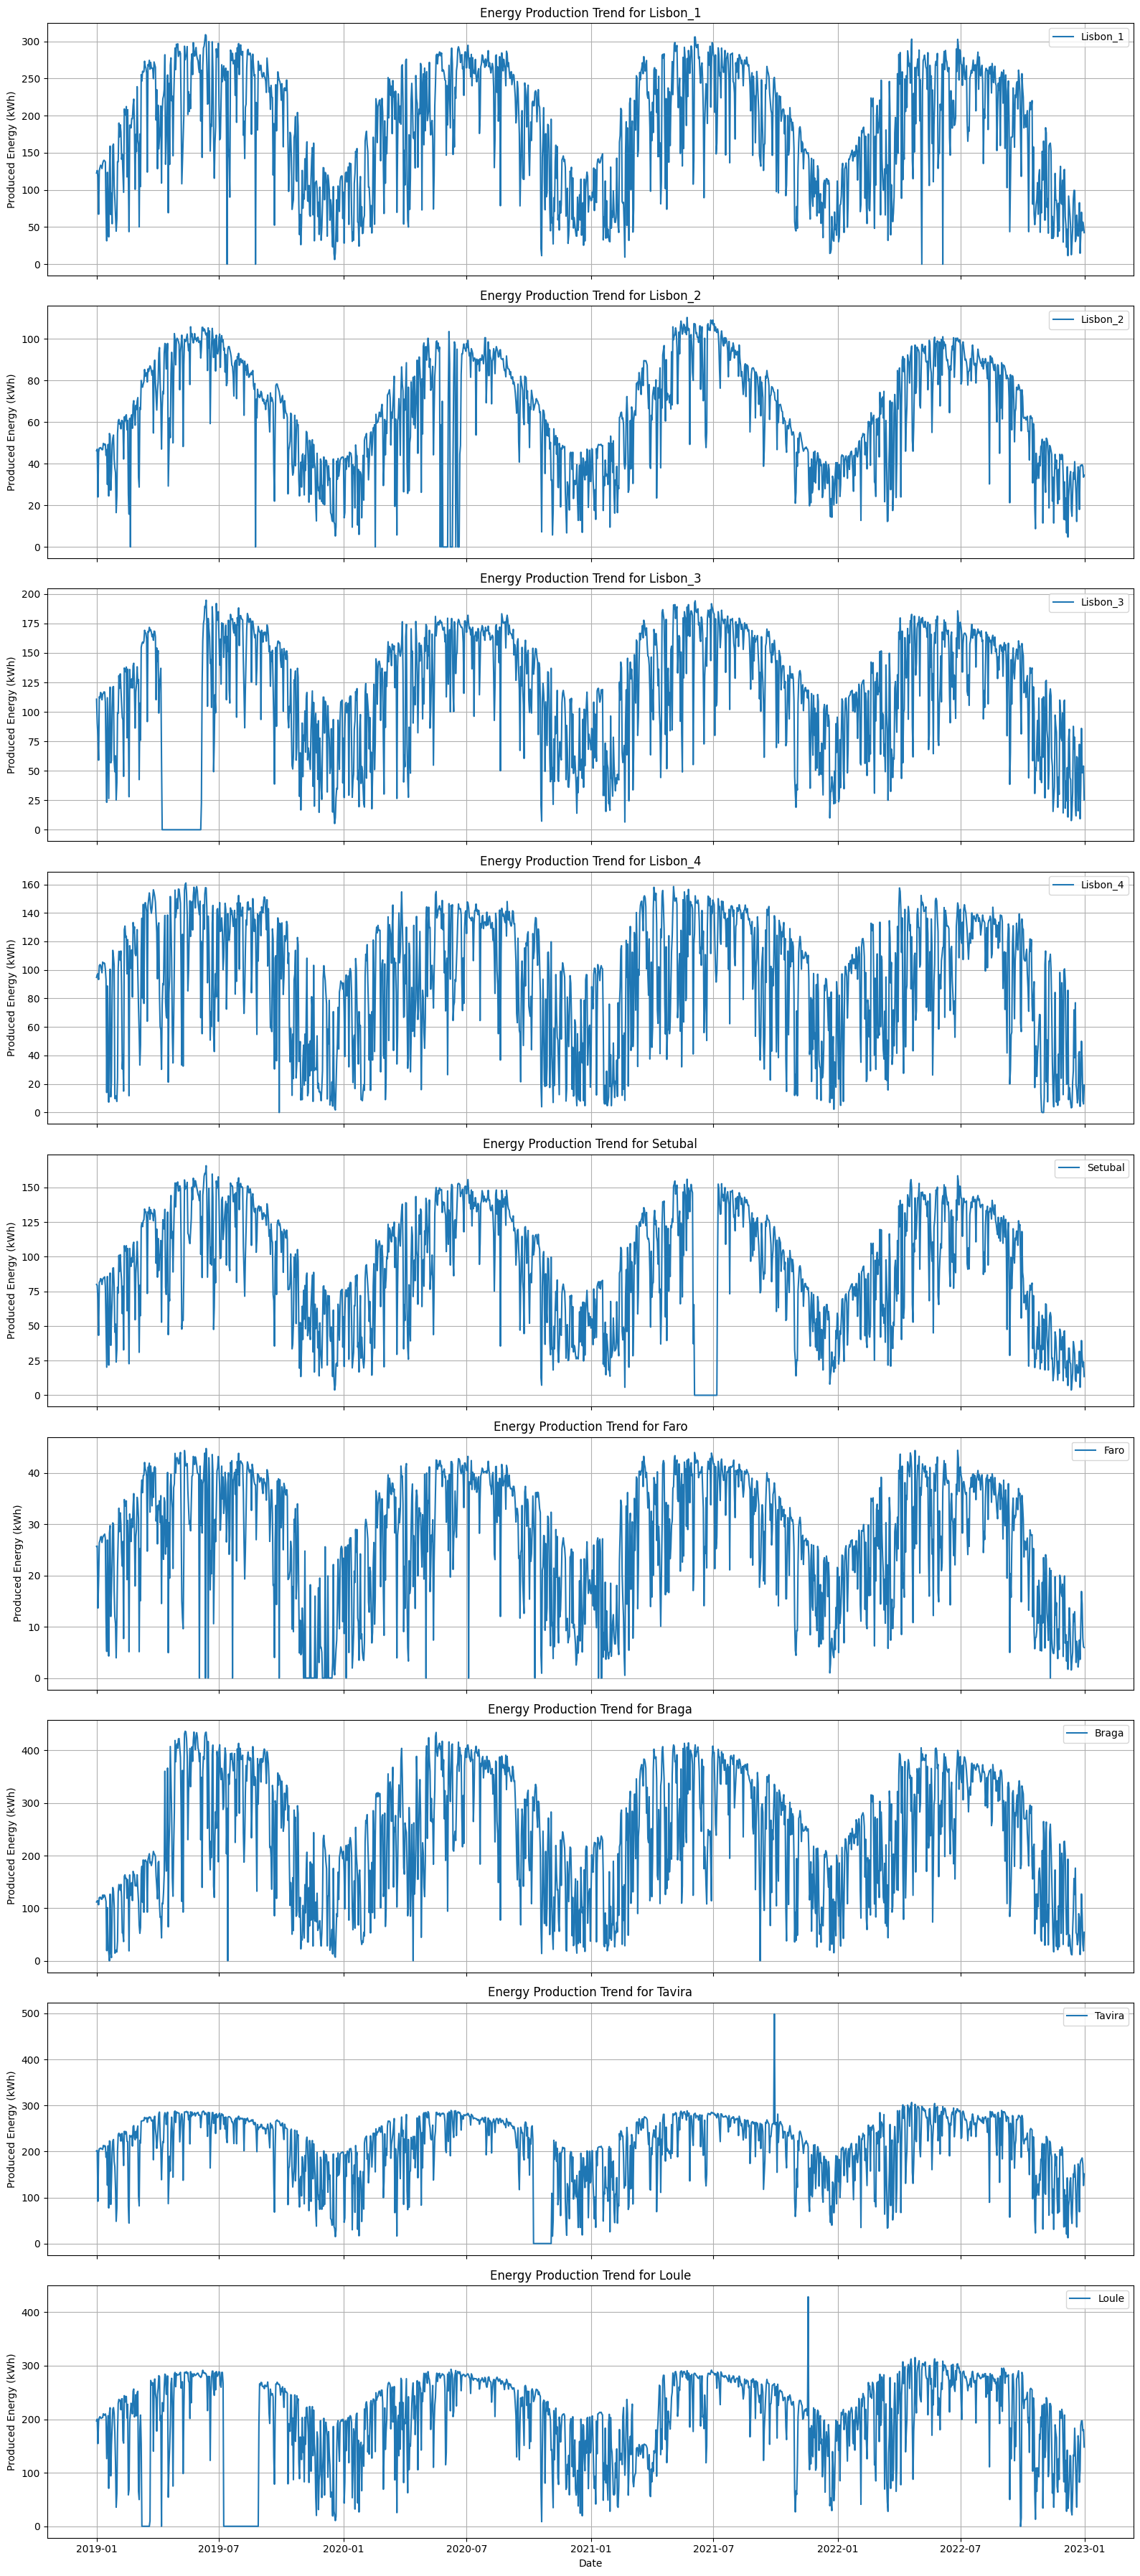 Energy Production Trend for Lisbon_1
Produced Energy (kWh)
300
250
200
150
100
50
0
Lisbon_1
Energy Production Trend for Lisbon_2
Produced Energy (kWh)
100
80
60
40
20
0
Lisbon_2
Energy Production Trend for Lisbon_3
Produced Energy (kWh)
200
175
150
125
100
75
50
25
0
Lisbon_3
Energy Production Trend for Lisbon_4
Produced Energy (kWh)
160
140
120
100
80
60
40
20
0
Lisbon_4
Energy Production Trend for Setubal
Produced Energy (kWh)
150
125
100
75
50
25
0
Setubal
Energy Production Trend for Faro
Produced Energy (kWh)
40
30
20
10
0
Faro
Energy Production Trend for Braga
Produced Energy (kWh)
400
300
200
100
0
Braga
Energy Production Trend for Tavira
Produced Energy (kWh)
500
400
300
200
100
0
Tavira
Energy Production Trend for Loule
Produced Energy (kWh)
400
300
200
100
0
Loule
2019-01 2019-07 2020-01 2020-07 2021-01 2021-07 2022-01 2022-07 2023-01
Date